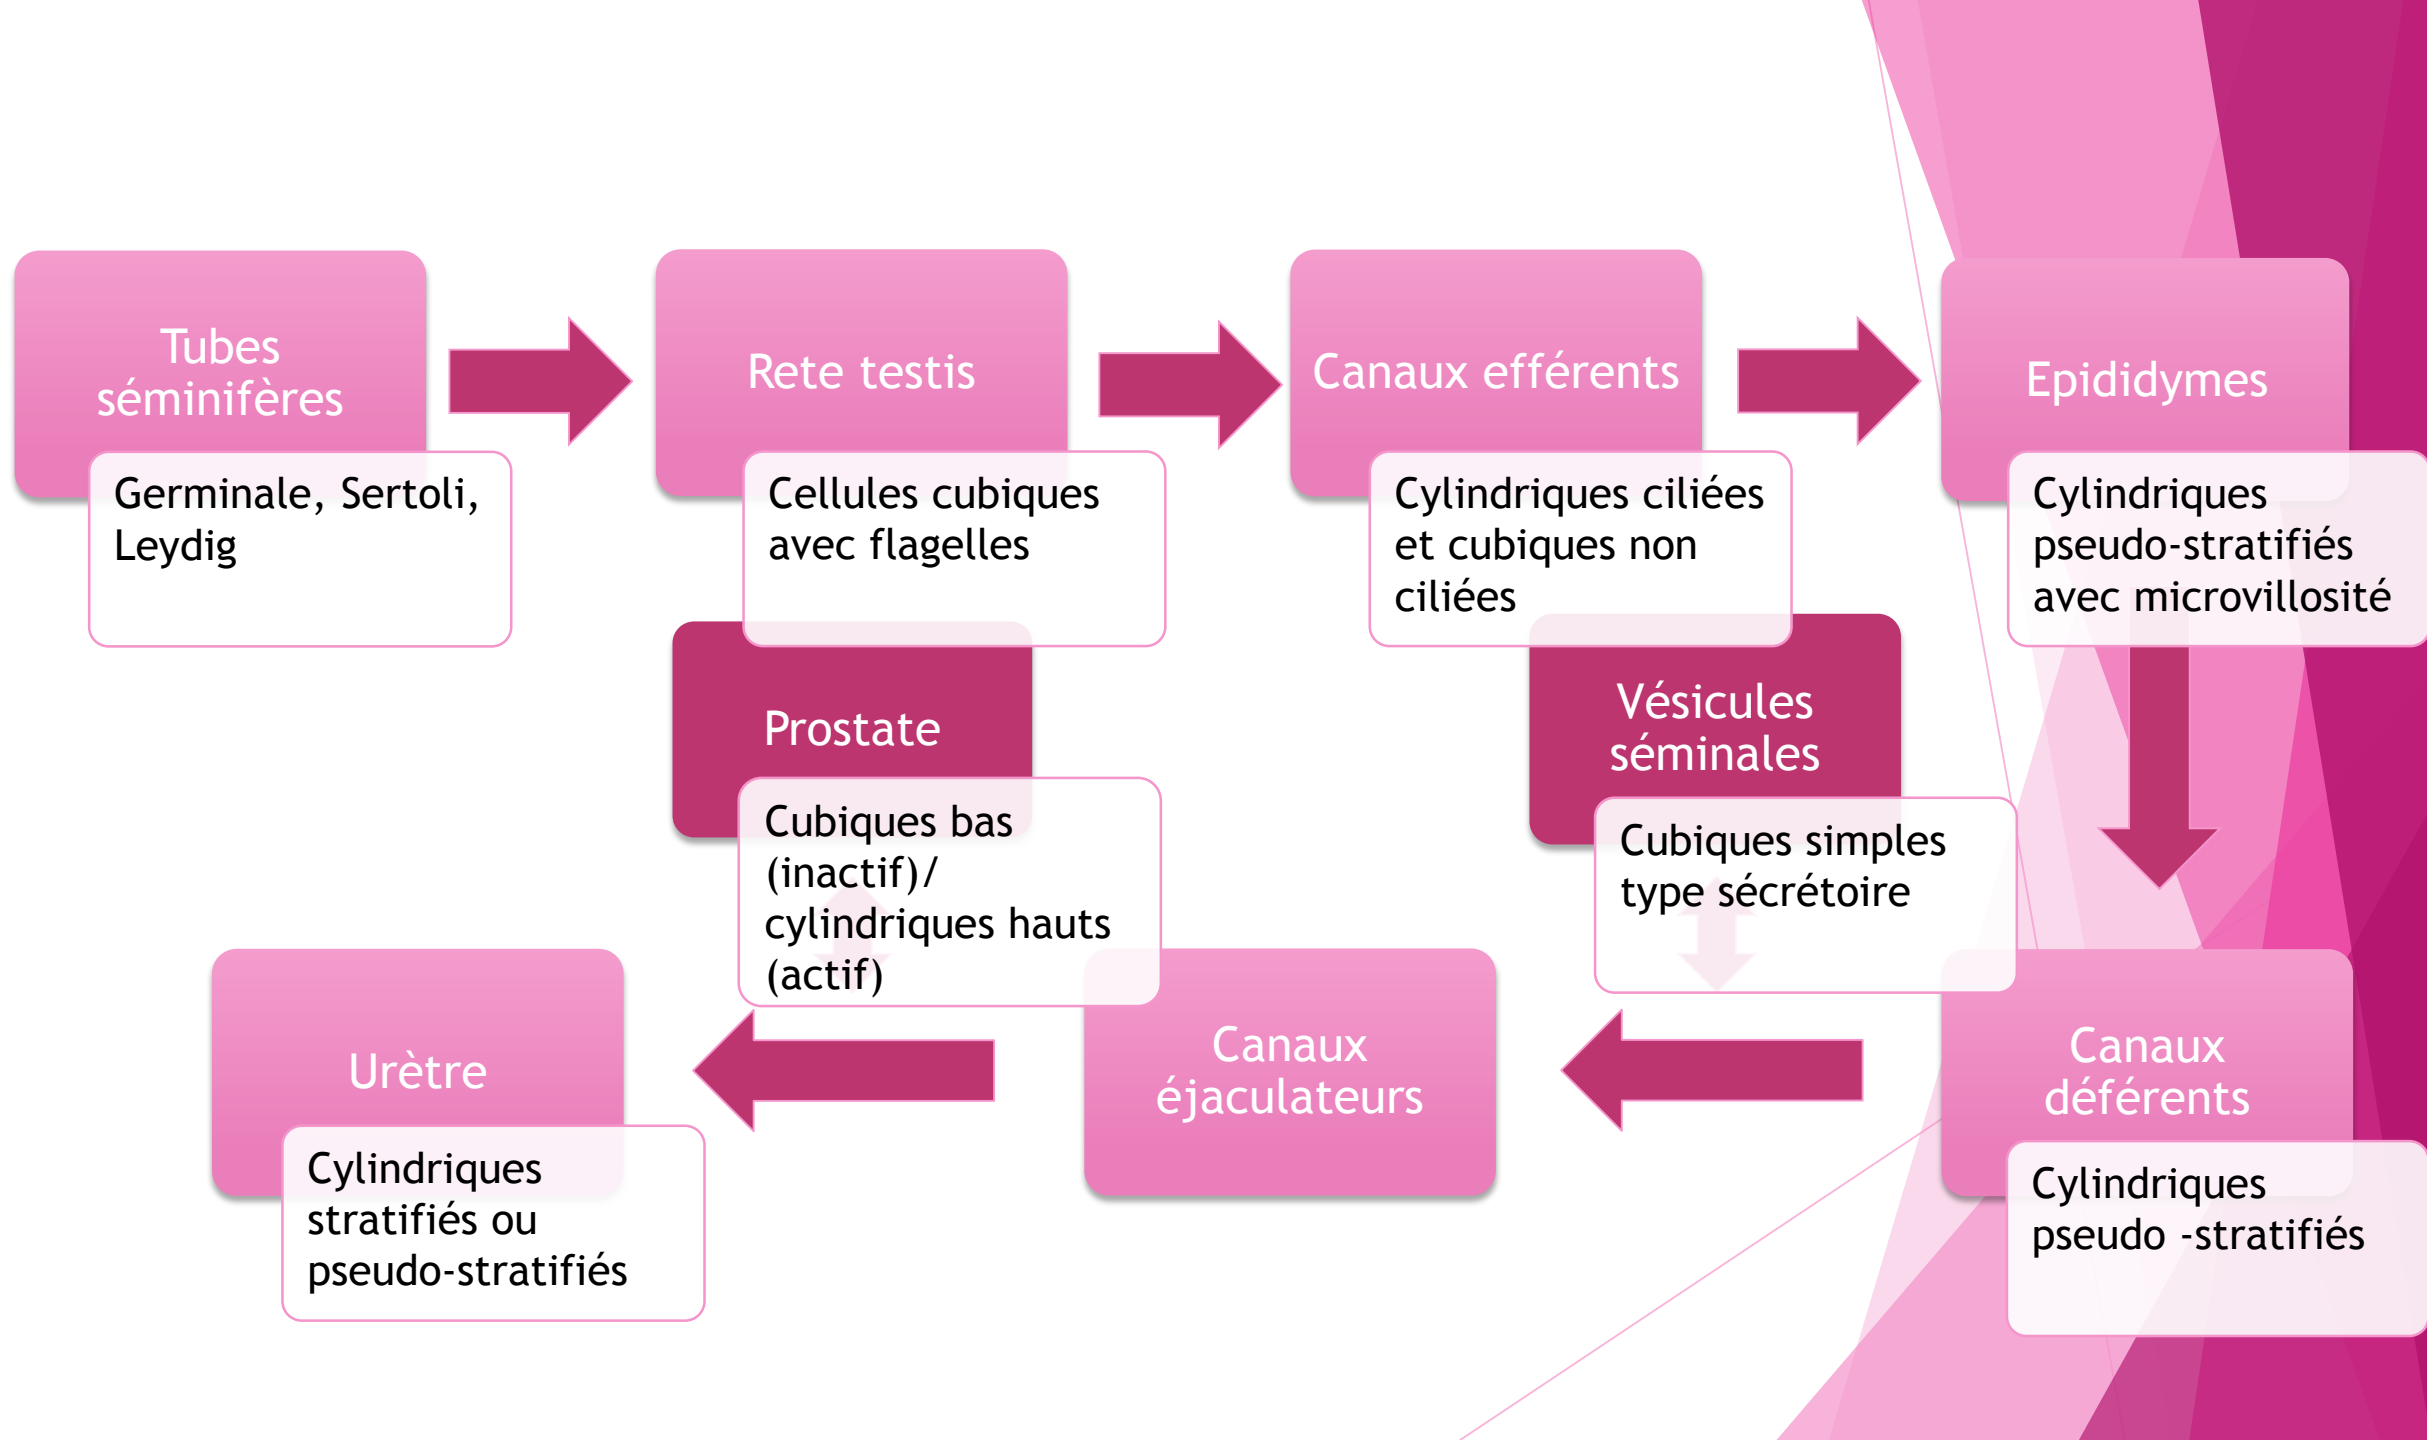 Tubes
séminifères
Germinale, Sertoli,
Leydig
Rete testis
Cellules cubiques
avec flagelles
Canaux efférents
Cylindriques ciliées
et cubiques non
ciliées
Epididymes
Cylindriques
pseudo-stratifiés
avec microvillosité
Prostate
Cubiques bas
(inactif)/
cylindriques hauts
(actif)
Vésicules
séminales
Cubiques simples
type sécrétoire
Urètre
Cylindriques
stratifiés ou
pseudo-stratifiés
Canaux
éjaculateurs
Canaux
déférents
Cylindriques
pseudo -stratifiés